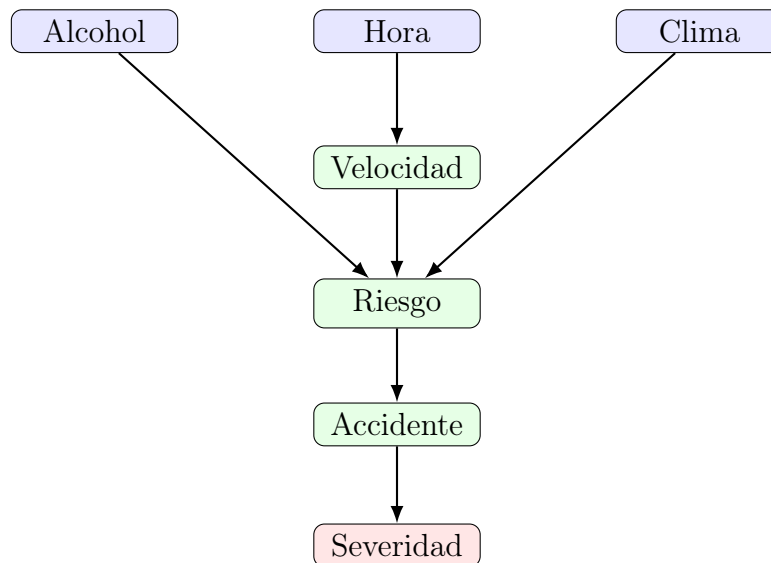 Alcohol
Hora
Clima
Velocidad
Riesgo
Accidente
Severidad